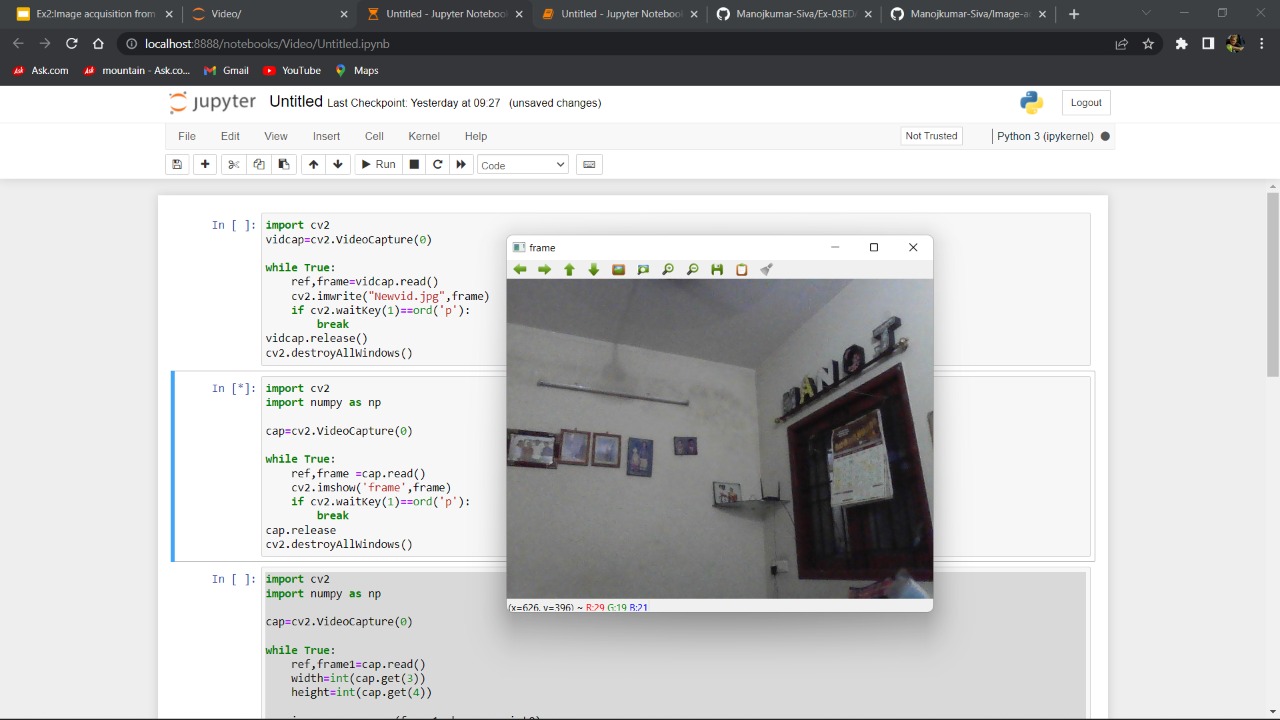 Ex2:Image acquisition from
Video/
Untitled - Jupyter Notebook
Untitled - Jupyter Notebook
Manojkumar-Siva/Ex-03EDA
Manojkumar-Siva/Image-a
localhost:8888/notebooks/Video/Untitled.ipynb
Ask Ask.com
Ask mountain - Ask.co...
Gmail
YouTube
Maps
jupyter Untitled Last Checkpoint: Yesterday at 09:27 (unsaved changes)
Logout
File Edit View Insert Cell Kernel Help
Not Trusted
Python 3 (ipykernel)
Run
Code
In [ ]: import cv2
vidcap=cv2.VideoCapture(0)
while True:
ref,frame=vidcap.read()
cv2.imwrite("Newvid.jpg",frame)
if cv2.waitKey(1)==ord('p'):
break
vidcap.release()
cv2.destroyAllWindows()
frame
MANOJ
(x=626, y=396) ~ R:29 G:19 B:21
In [*]: import cv2
import numpy as np
cap=cv2.VideoCapture(0)
while True:
ref,frame =cap.read()
cv2.imshow('frame',frame)
if cv2.waitKey(1)==ord('p'):
break
cap.release
cv2.destroyAllWindows()
In [ ]: import cv2
import numpy as np
cap=cv2.VideoCapture(0)
while True:
ref,frame1=cap.read()
width=int(cap.get(3))
height=int(cap.get(4))